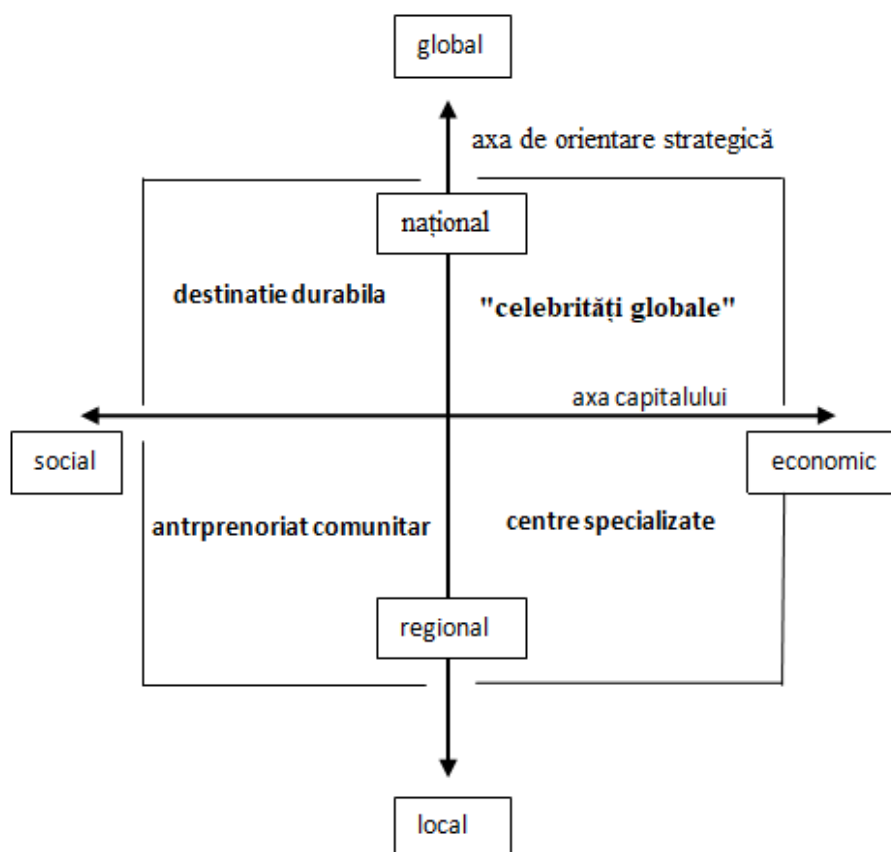 global
axa de orientare strategică
național
destinatie durabila
"celebrități globale"
axa capitalului
social
economic
antrprenoriat comunitar
centre specializate
regional
local